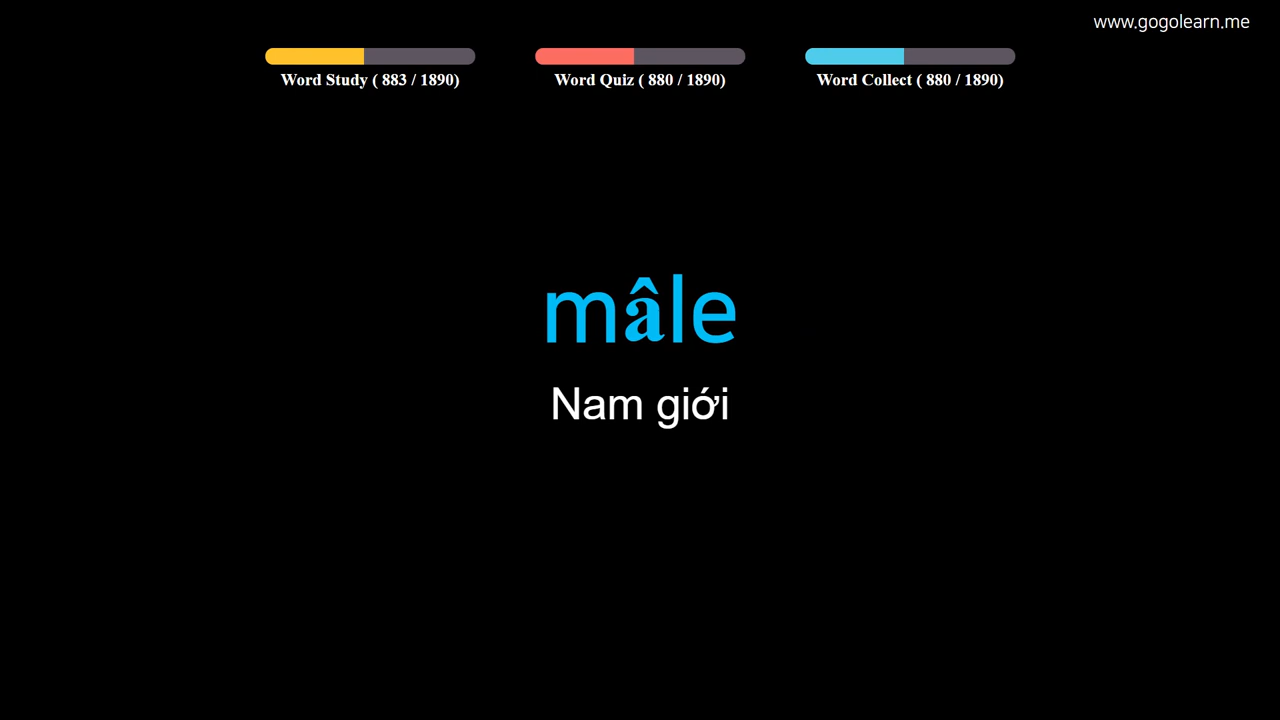 www.gogolearn.me
Word Study ( 883 / 1890)
Word Quiz ( 880 / 1890)
Word Collect ( 880 / 1890)
mâle
Nam giới